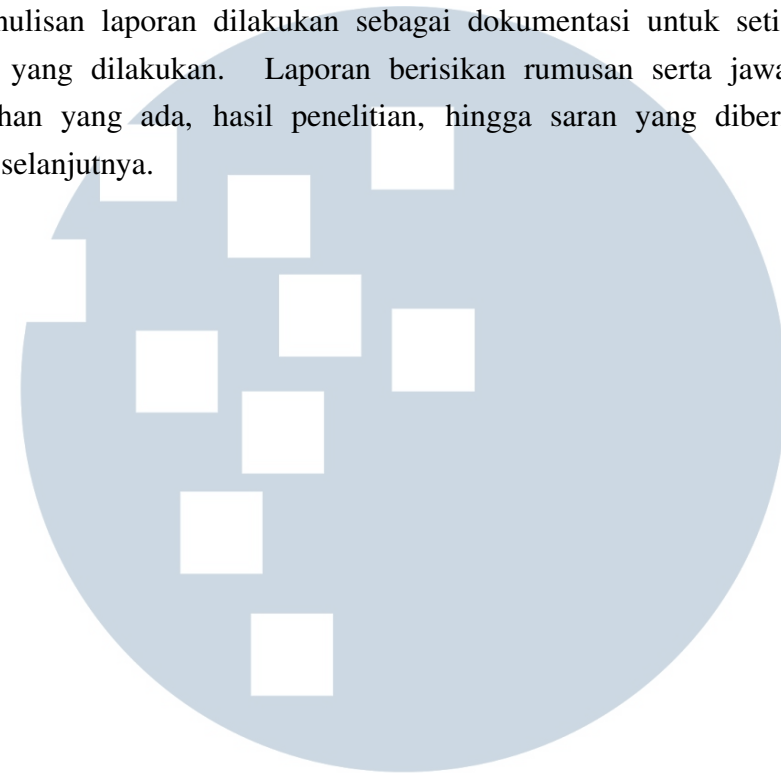 nulisan laporan dilakukan sebagai dokumentasi untuk seti
yang dilakukan. Laporan berisikan rumusan serta jawa
han yang ada, hasil penelitian, hingga saran yang diber
selanjutnya.